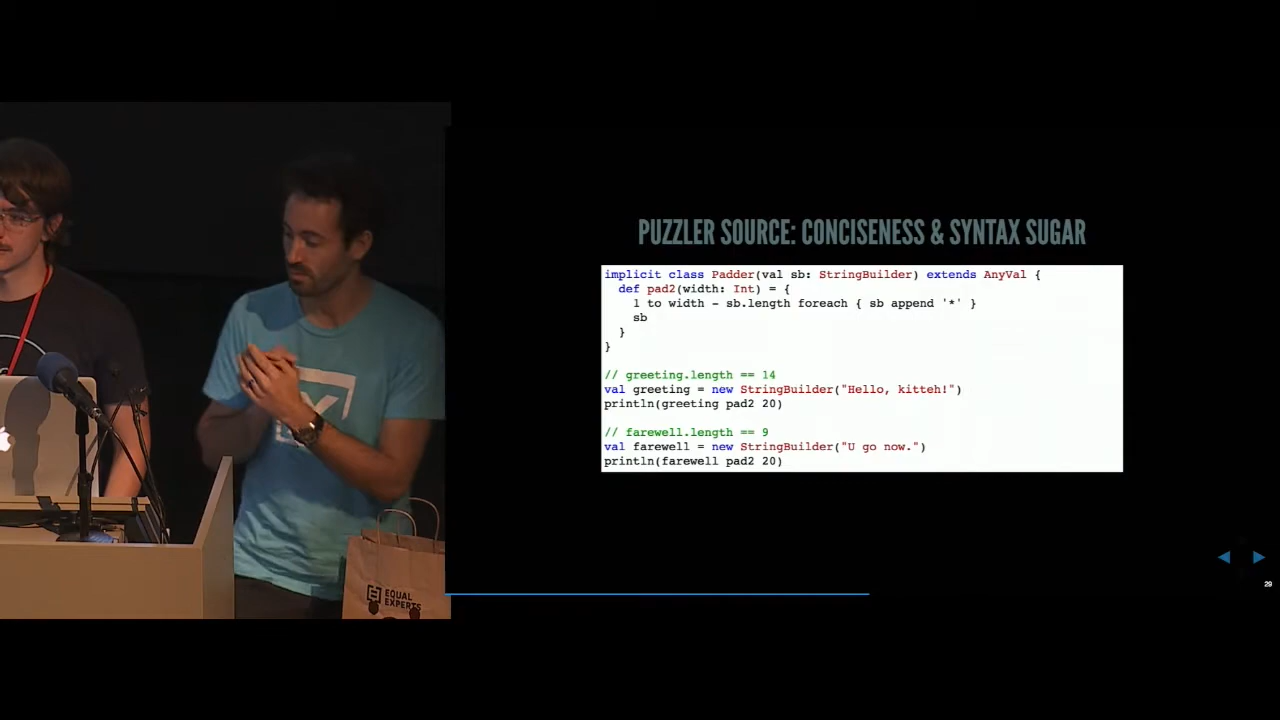 PUZZLER SOURCE: CONCISENESS & SYNTAX SUGAR
implicit class Padder(val sb: StringBuilder) extends AnyVal {
  def pad2(width: Int) = {
    1 to width - sb.length foreach { sb append '*' }
    sb
  }
}
// greeting.length == 14
val greeting = new StringBuilder("Hello, kitteh!")
println(greeting pad2 20)
// farewell.length == 9
val farewell = new StringBuilder("U go now.")
println(farewell pad2 20)
29
EQUAL
EXPERTS